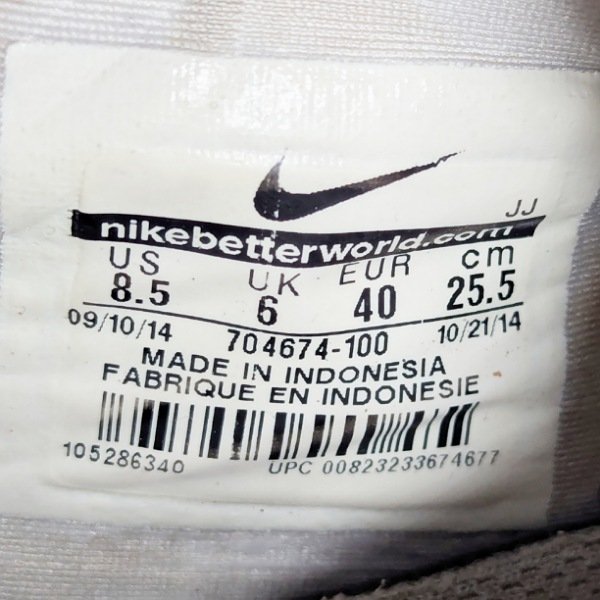 JJ
nikebetterworld.com
US UK EUR cm
8.5 6 40 25.5
09/10/14 704674-100 10/21/14
MADE IN INDONESIA
FABRIQUE EN INDONESIE
105286340 UPC 00823233674677